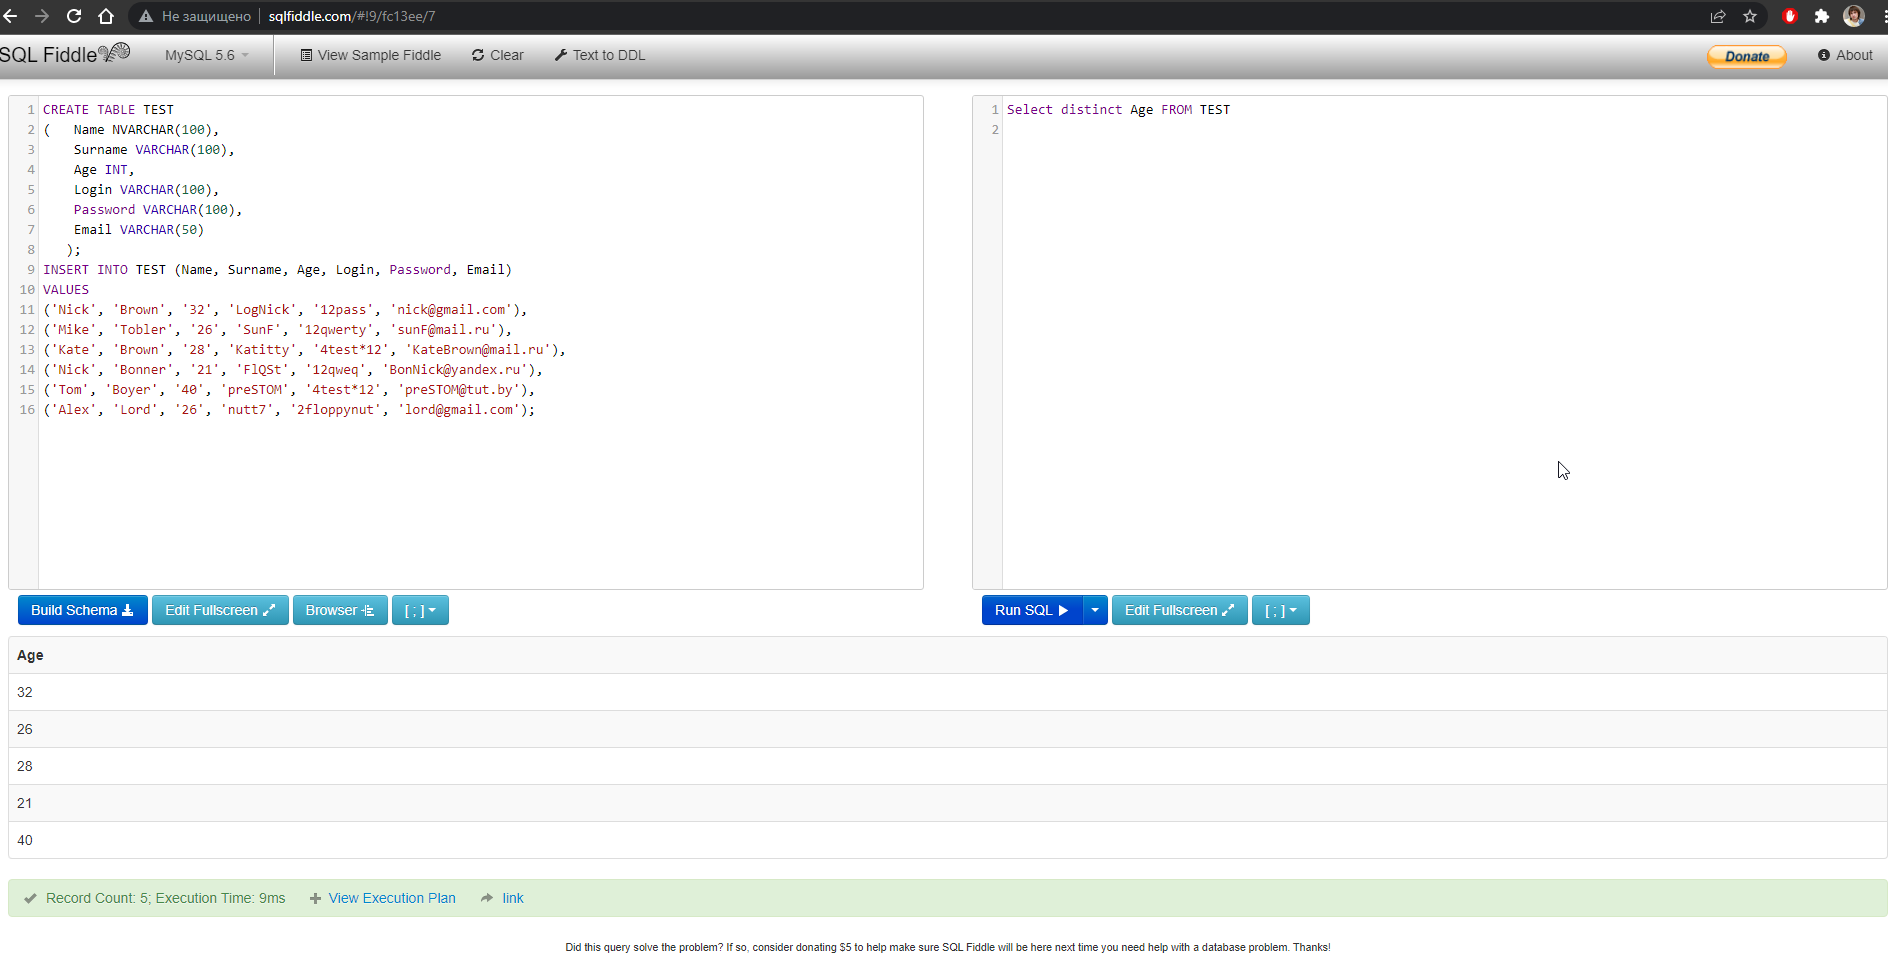 Не защищено sqlfiddle.com/#!9/fc13ee/7
SQL Fiddle MySQL 5.6 View Sample Fiddle Clear Text to DDL Donate About
1 CREATE TABLE TEST
2 ( Name NVARCHAR(100),
3 Surname VARCHAR(100),
4 Age INT,
5 Login VARCHAR(100),
6 Password VARCHAR(100),
7 Email VARCHAR(50)
8 );
9 INSERT INTO TEST (Name, Surname, Age, Login, Password, Email)
10 VALUES
11 ('Nick', 'Brown', '32', 'LogNick', '12pass', 'nick@gmail.com'),
12 ('Mike', 'Tobler', '26', 'SunF', '12qwerty', 'sunF@mail.ru'),
13 ('Kate', 'Brown', '28', 'Katitty', '4test*12', 'KateBrown@mail.ru'),
14 ('Nick', 'Bonner', '21', 'FlQSt', '12qweq', 'BonNick@yandex.ru'),
15 ('Tom', 'Boyer', '40', 'preSTOM', '4test*12', 'preSTOM@tut.by'),
16 ('Alex', 'Lord', '26', 'nutt7', '2floppynut', 'lord@gmail.com');
1 Select distinct Age FROM TEST
2
Build Schema Edit Fullscreen Browser [ ; ]
Run SQL Edit Fullscreen [ ; ]
Age
32
26
28
21
40
Record Count: 5; Execution Time: 9ms View Execution Plan link
Did this query solve the problem? If so, consider donating $5 to help make sure SQL Fiddle will be here next time you need help with a database problem. Thanks!